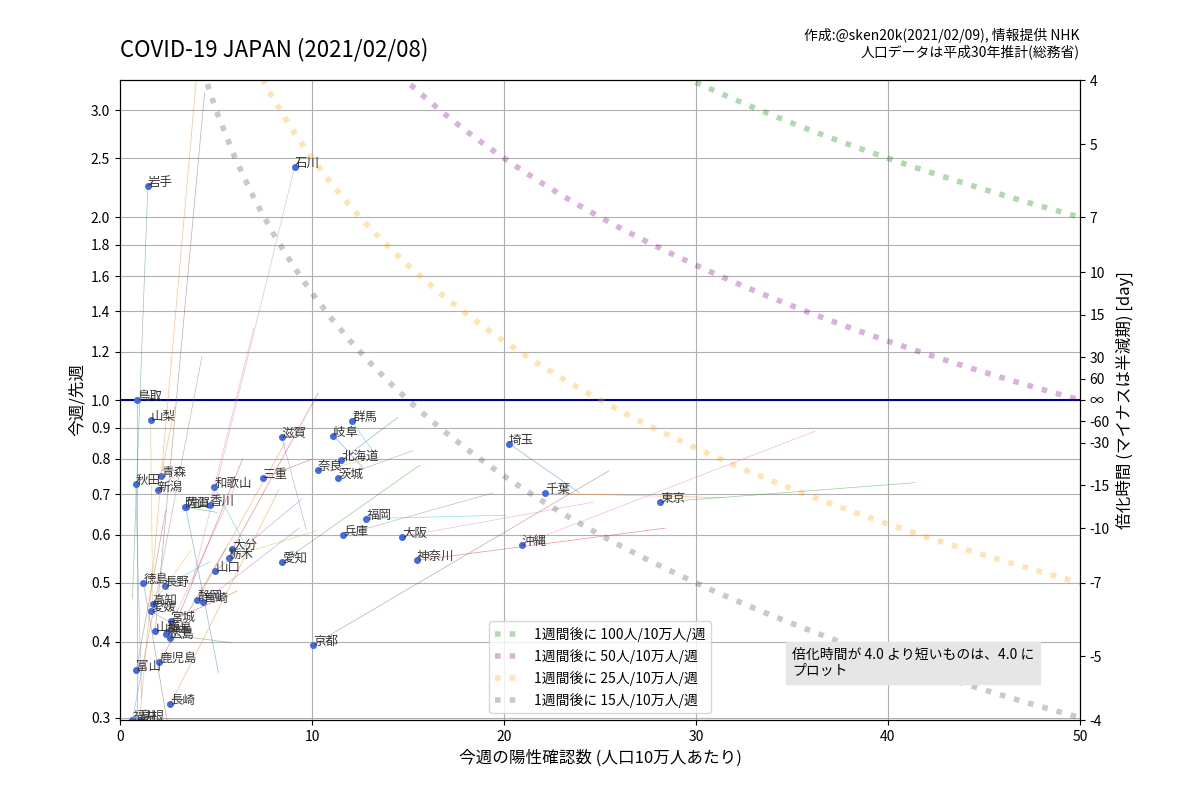 COVID-19 JAPAN (2021/02/08)
作成:@sken20k(2021/02/09), 情報提供 NHK
人口データは平成30年推計(総務省)
今週/先週
3.0
2.5
2.0
1.8
1.6
1.4
1.2
1.0
0.9
0.8
0.7
0.6
0.5
0.4
0.3
石川
岩手
鳥取
山梨
群馬
滋賀
岐阜
埼玉
北海道
奈良
茨城
三重
青森
秋田
新潟
和歌山
香川
千葉
東京
福岡
兵庫
大阪
沖縄
大分
栃木
愛知
神奈川
山口
徳島
長野
静岡
宮崎
高知
愛媛
宮城
広島
京都
鹿児島
富山
長崎
4
5
7
10
15
30
60
∞
-60
-30
-15
-10
-7
-5
-4
倍化時間 (マイナスは半減期) [day]
1週間後に 100人/10万人/週
1週間後に 50人/10万人/週
1週間後に 25人/10万人/週
1週間後に 15人/10万人/週
倍化時間が 4.0 より短いものは、4.0 に
プロット
0
10
20
30
40
50
今週の陽性確認数 (人口10万人あたり)